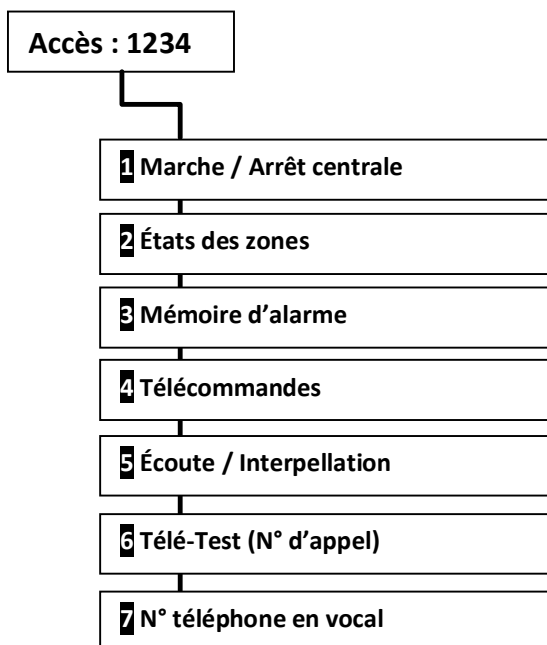 Accès : 1234
1 Marche / Arrêt centrale
2 États des zones
3 Mémoire d'alarme
4 Télécommandes
5 Écoute / Interpellation
6 Télé-Test (N° d'appel)
7 N° téléphone en vocal